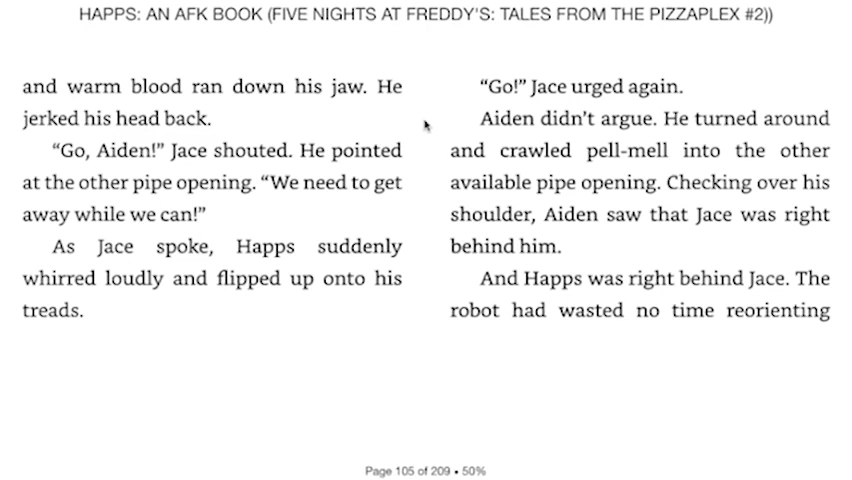 HAPPS: AN AFK BOOK (FIVE NIGHTS AT FREDDY'S: TALES FROM THE PIZZAPLEX #2))
and warm blood ran down his jaw. He
jerked his head back.
“Go, Aiden!” Jace shouted. He pointed
at the other pipe opening. “We need to get
away while we can!”
As Jace spoke, Happs suddenly
whirred loudly and flipped up onto his
treads.
“Go!” Jace urged again.
Aiden didn’t argue. He turned around
and crawled pell-mell into the other
available pipe opening. Checking over his
shoulder, Aiden saw that Jace was right
behind him.
And Happs was right behind Jace. The
robot had wasted no time reorienting
Page 105 of 209 • 50%